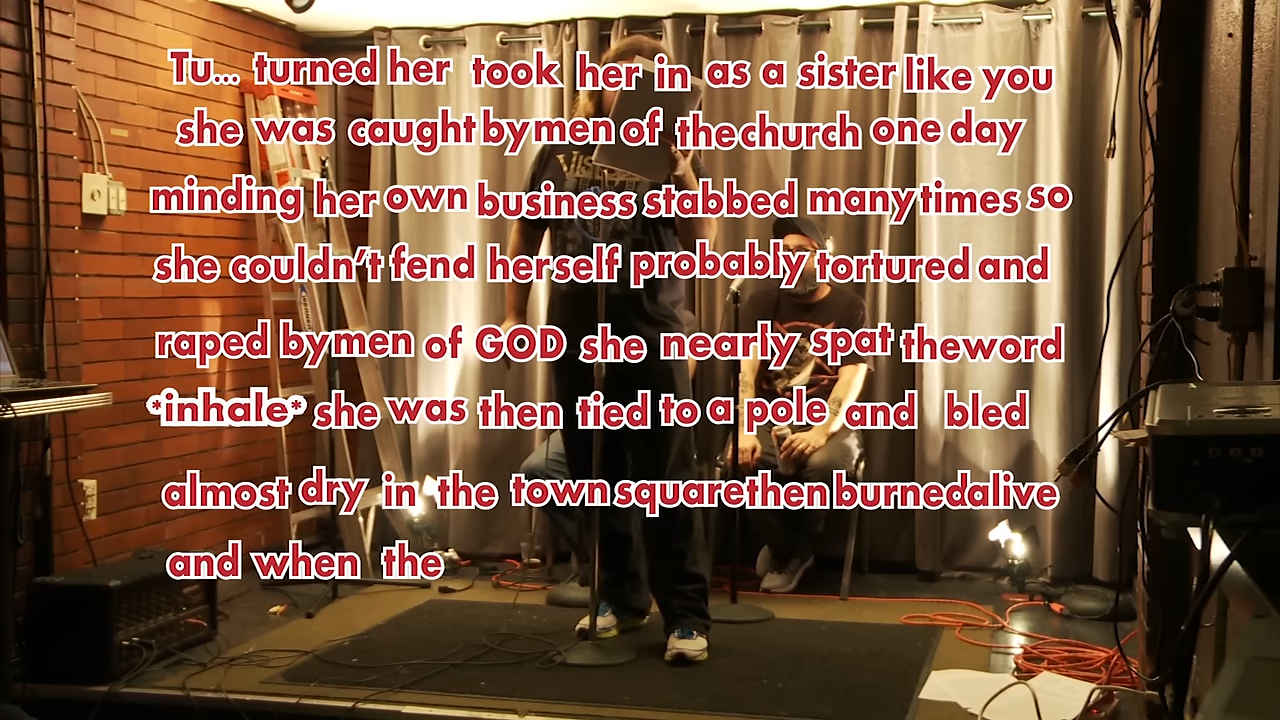 Tu... turned her took her in as a sister like you
she was caught by men of the church one day
minding her own business stabbed many times so
she couldn't fend herself probably tortured and
raped by men of GOD she nearly spat the word
*inhale* she was then tied to a pole and bled
almost dry in the town square then burned alive
and when the